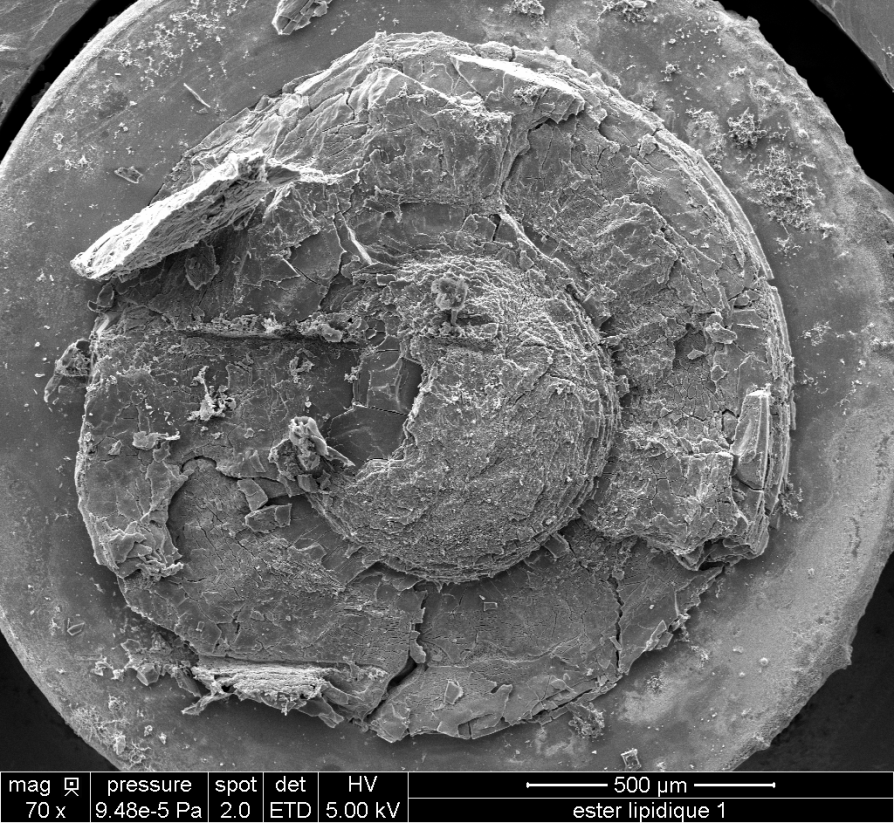 mag pressure spot det HV 500 µm
70 x 9.48e-5 Pa 2.0 ETD 5.00 kV ester lipidique 1